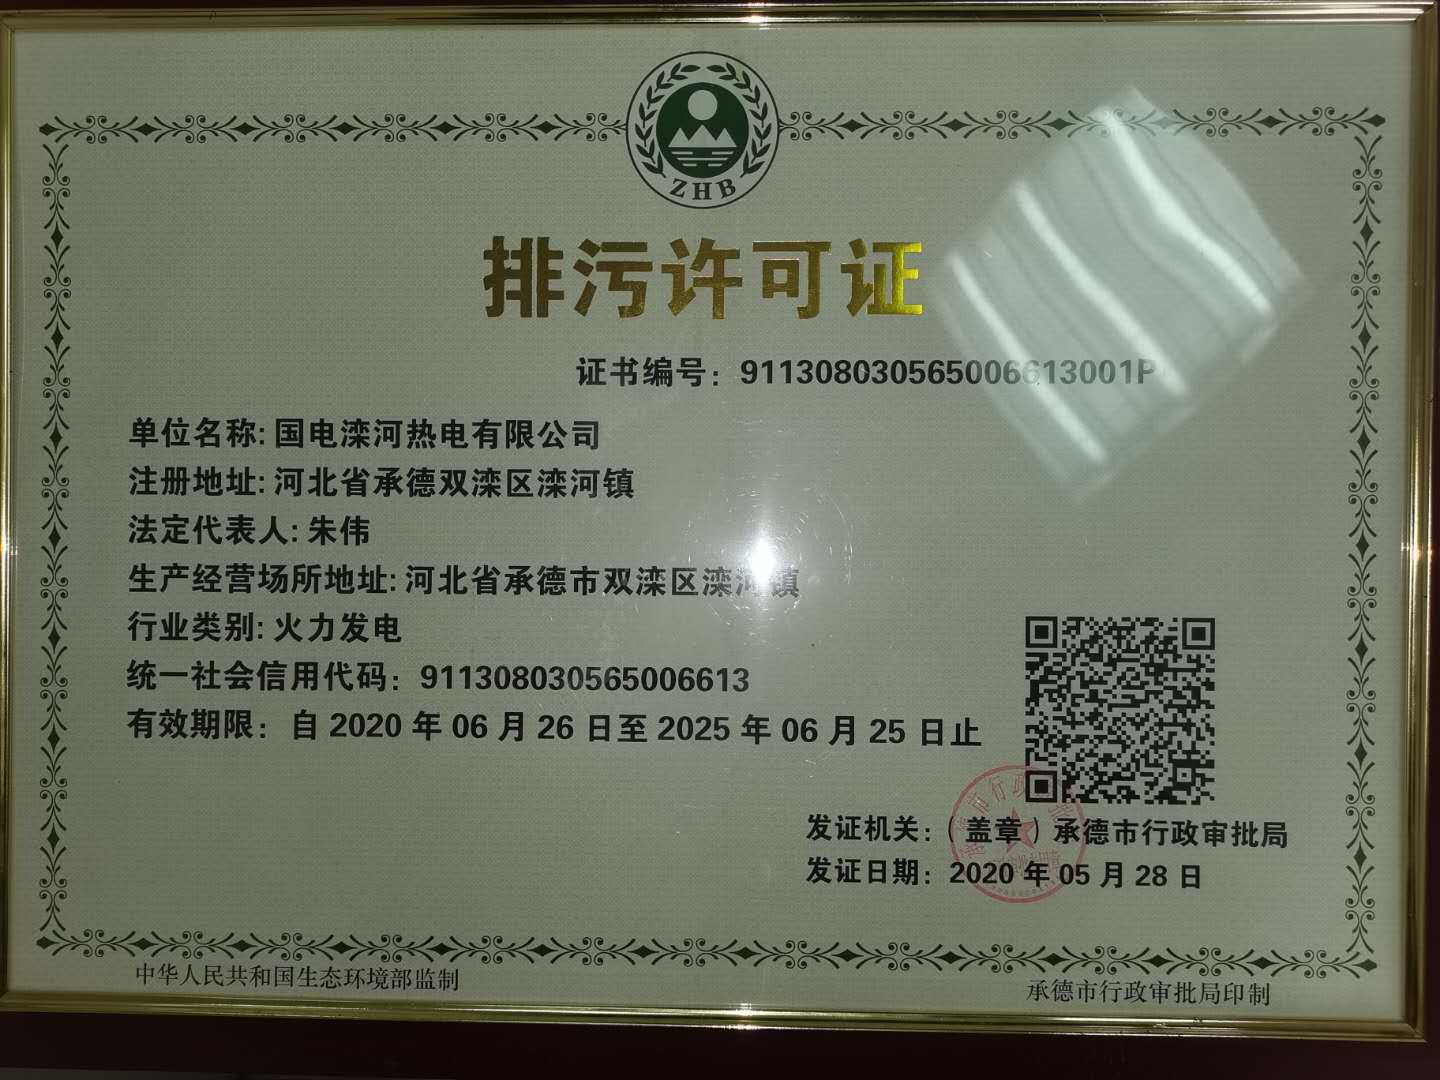 ZHB
排污许可证
证书编号：911308030565006613001P
单位名称：国电滦河热电有限公司
注册地址：河北省承德双滦区滦河镇
法定代表人：朱伟
生产经营场所地址：河北省承德市双滦区滦河镇
行业类别：火力发电
统一社会信用代码：911308030565006613
有效期限：自 2020 年 06 月 26 日至 2025 年 06 月 25 日止
发证机关：（盖章）承德市行政审批局
发证日期：2020 年 05 月 28 日
中华人民共和国生态环境部监制
承德市行政审批局印制